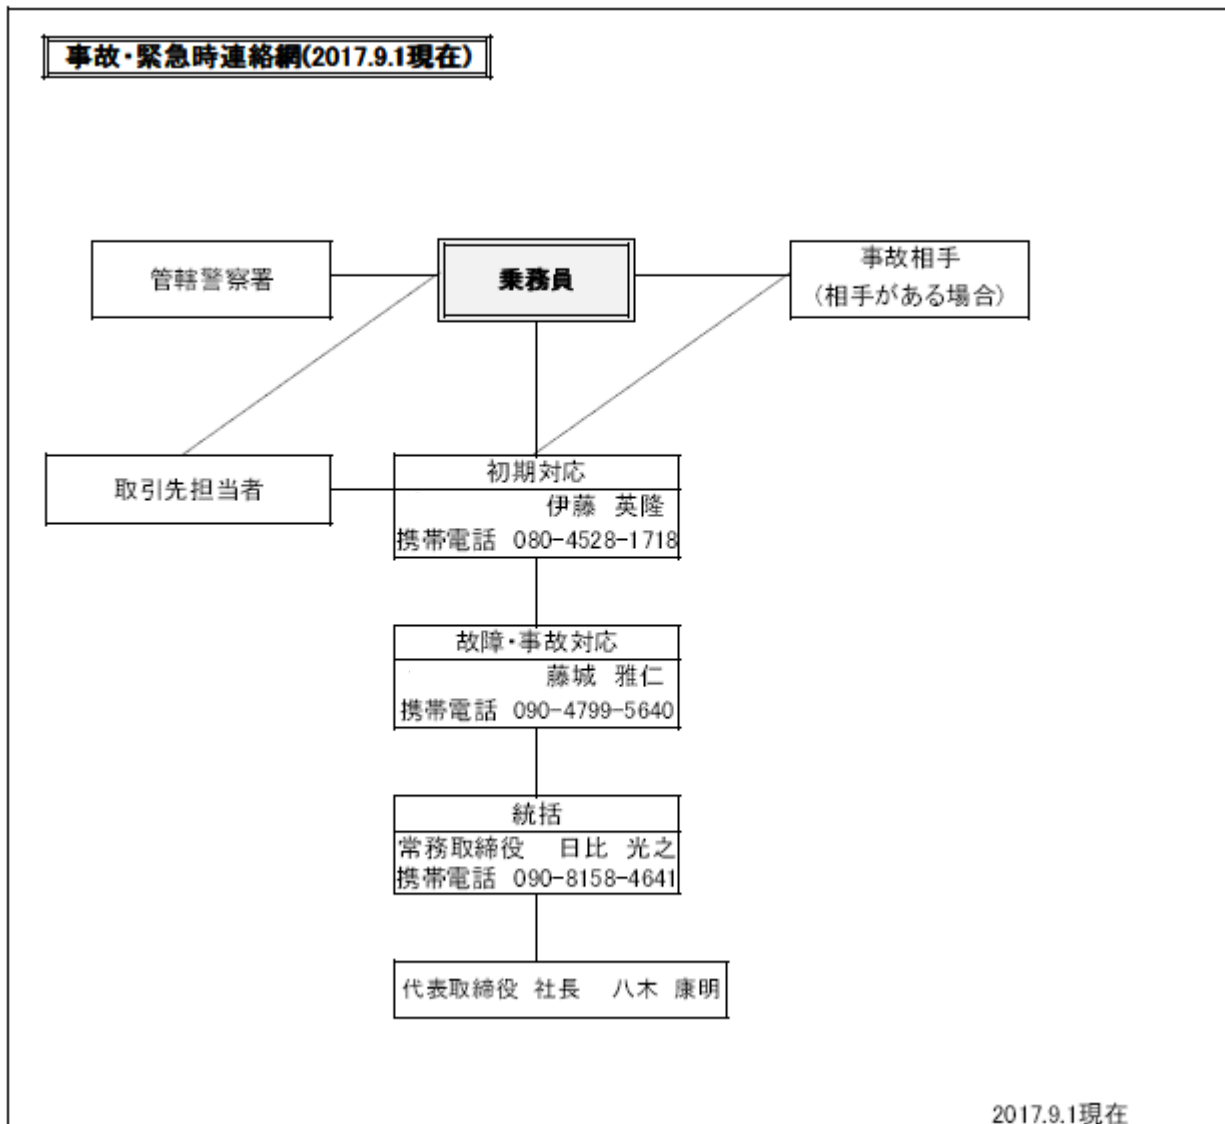 事故・緊急時連絡網(2017.9.1現在)
管轄警察署
乗務員
事故相手
(相手がある場合)
取引先担当者
初期対応
伊藤 英隆
携帯電話 080-4528-1718
故障・事故対応
藤城 雅仁
携帯電話 090-4799-5640
統括
常務取締役 日比 光之
携帯電話 090-8158-4641
代表取締役 社長 八木 康明
2017.9.1現在